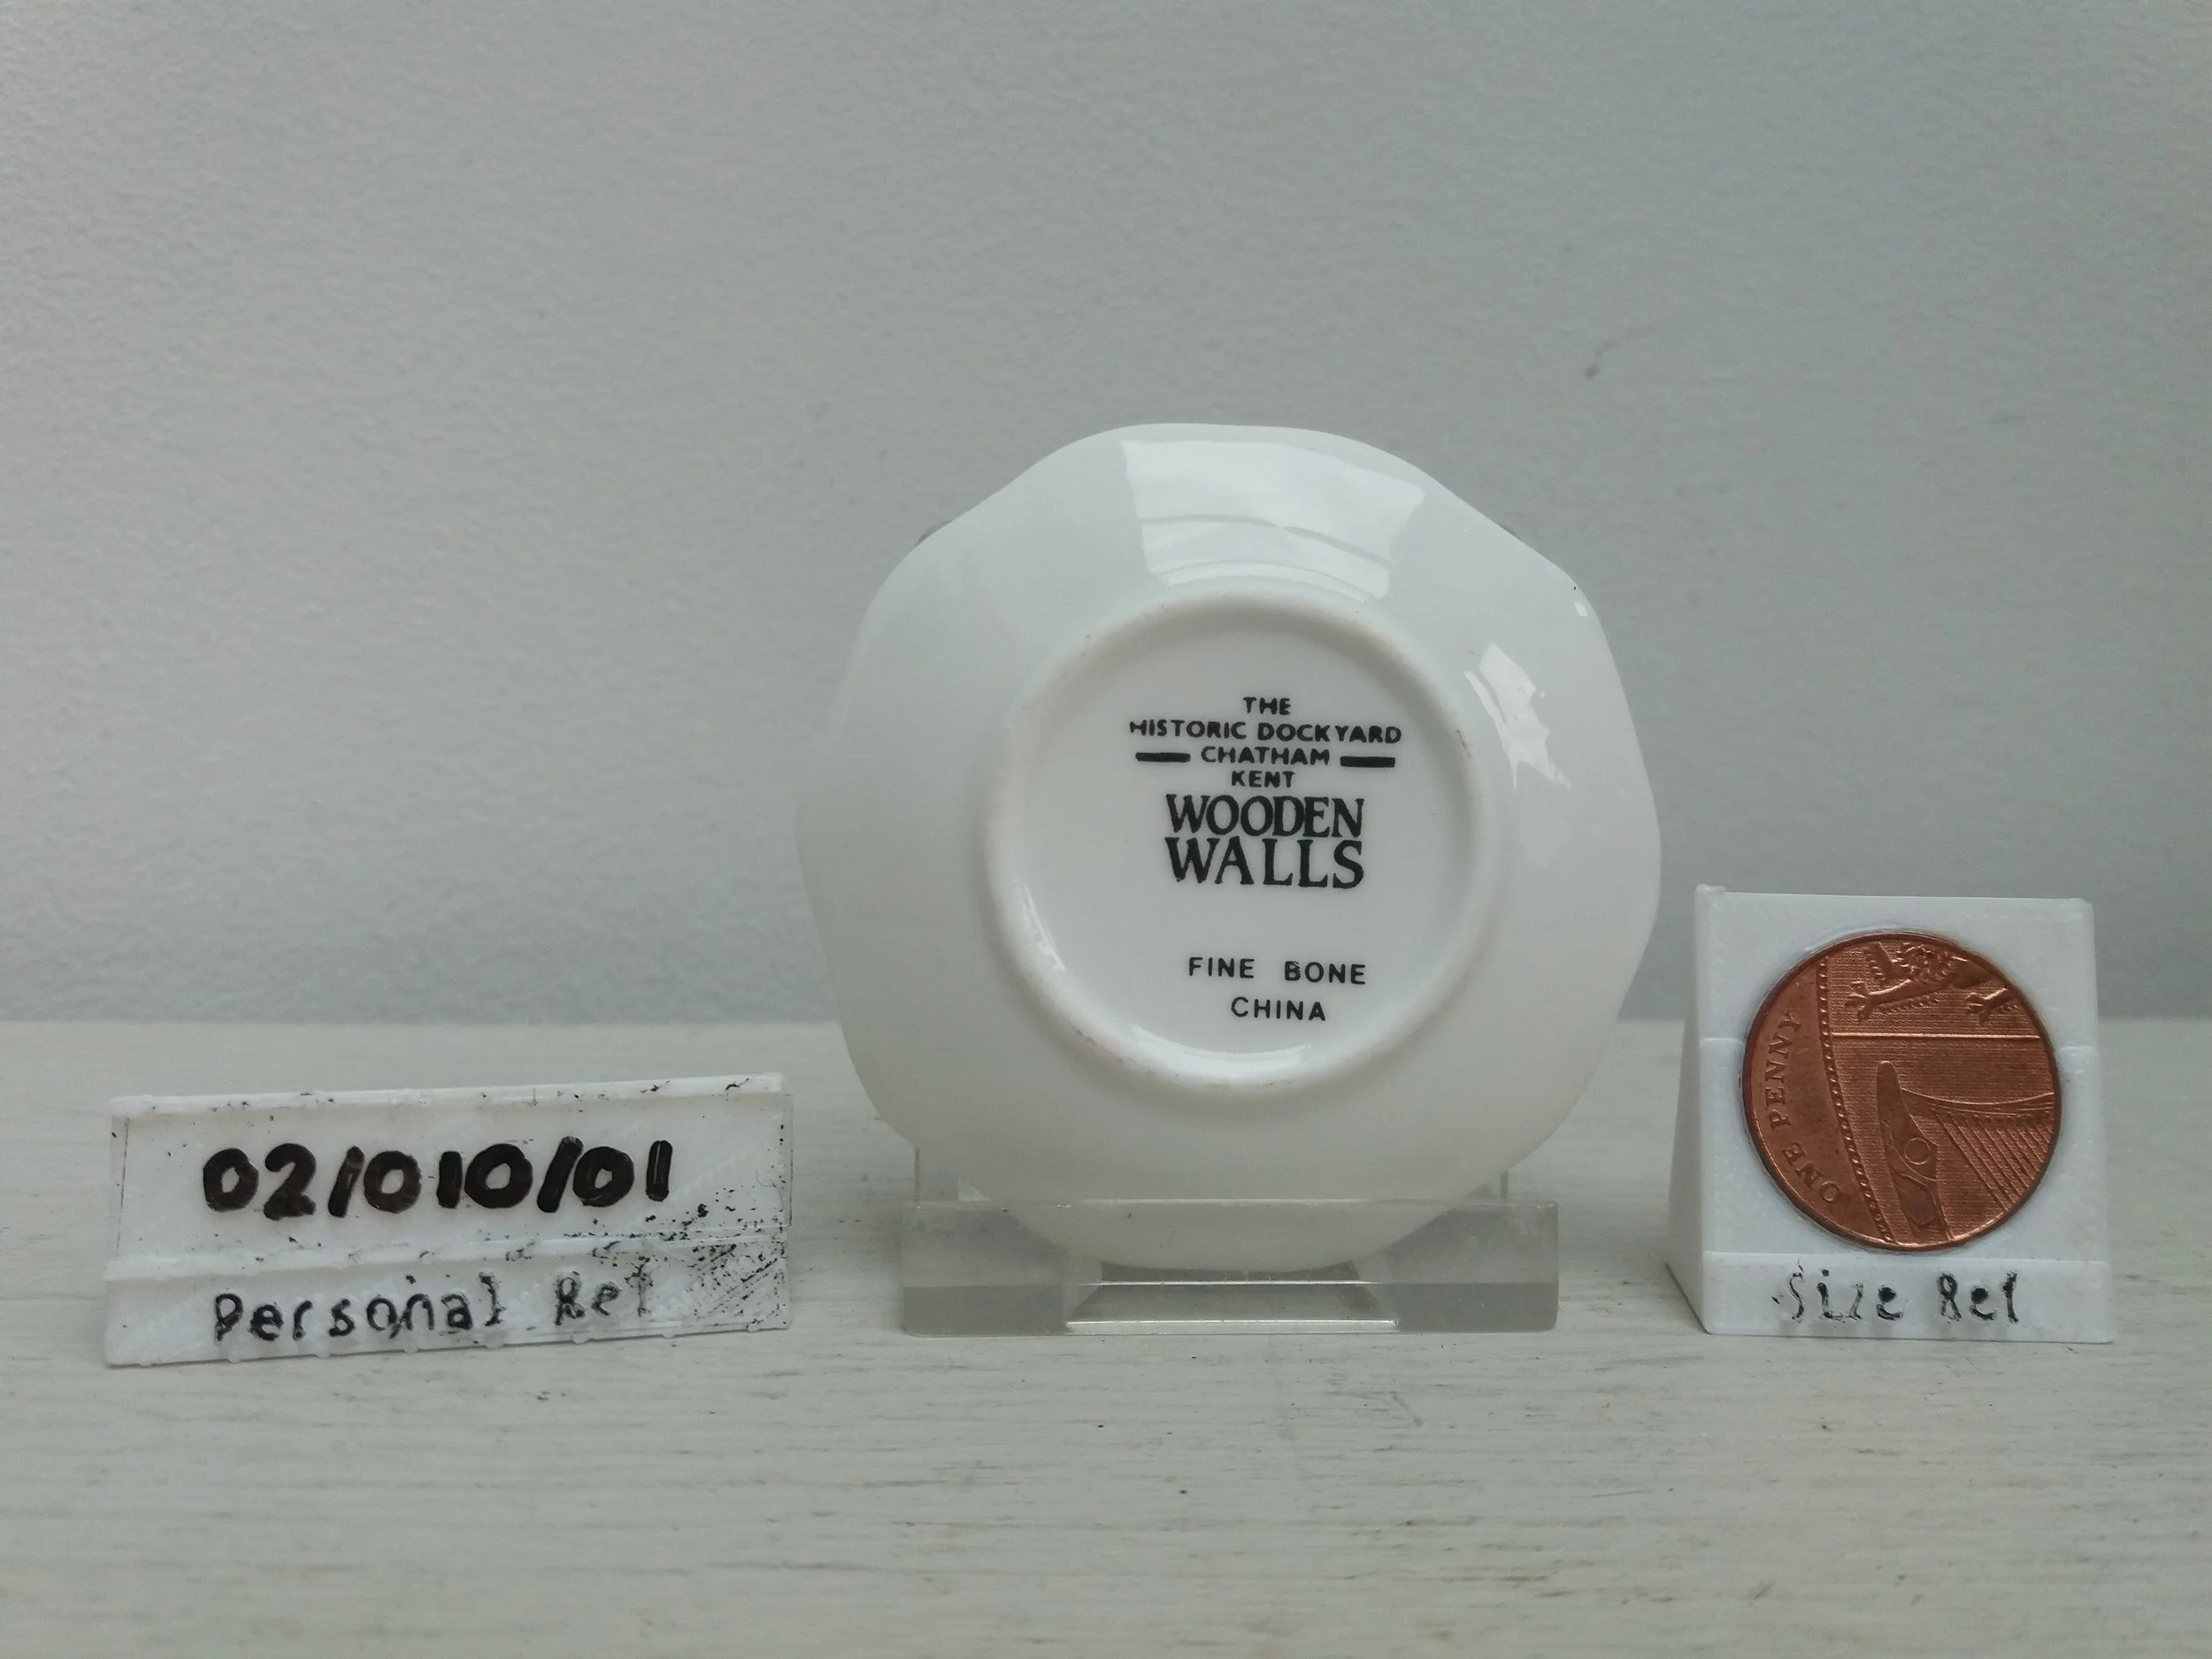 THE
HISTORIC DOCKYARD
CHATHAM
KENT
WOODEN
WALLS
FINE BONE
CHINA
02/010/01
Personal Ref
ONE PENNY
Size Ref